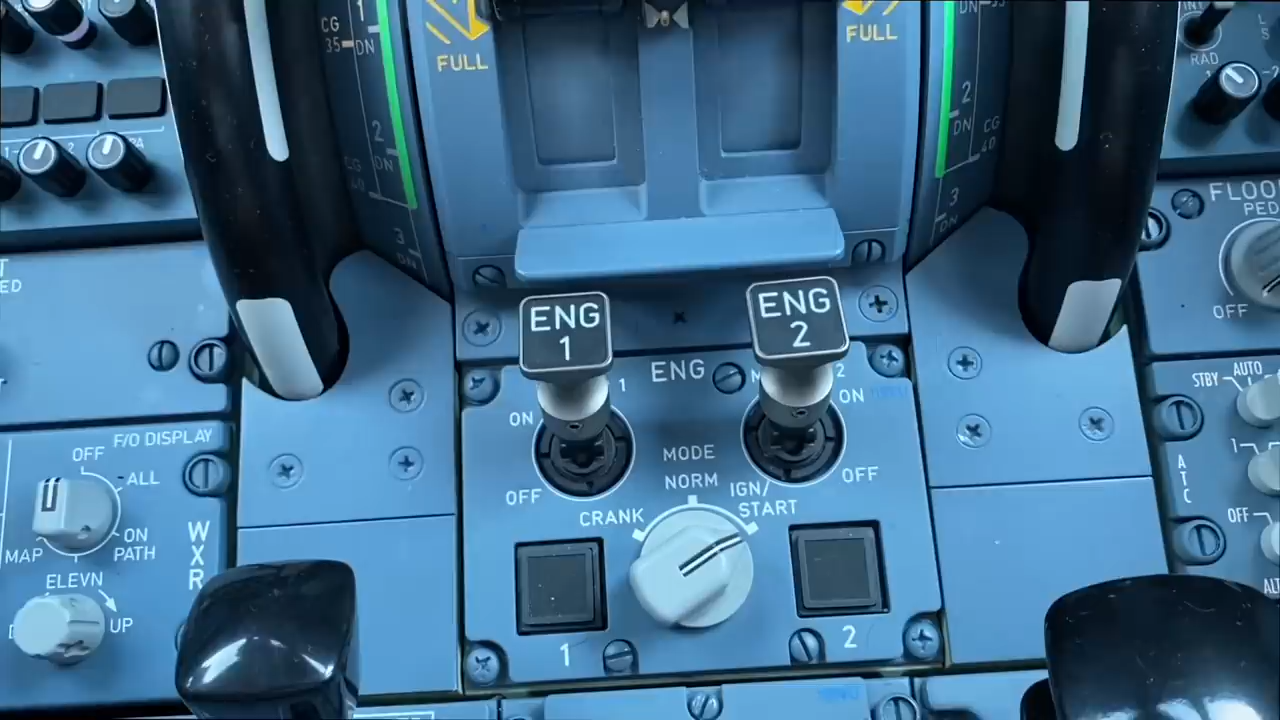 CG
35
DN
1
FULL
FULL
DN
35
2
DN
CG
40
3
DN
RAD
2
CG
DN
40
3
DN
FLOO
PED
OFF
ENG
1
ENG
2
1
ENG
2
ON
ON
MODE
NORM
OFF
OFF
CRANK
IGN/
START
1
2
F/O DISPLAY
OFF
ALL
ON
PATH
MAP
WXR
ELEVN
UP
AUTO
STBY
ATC
OFF